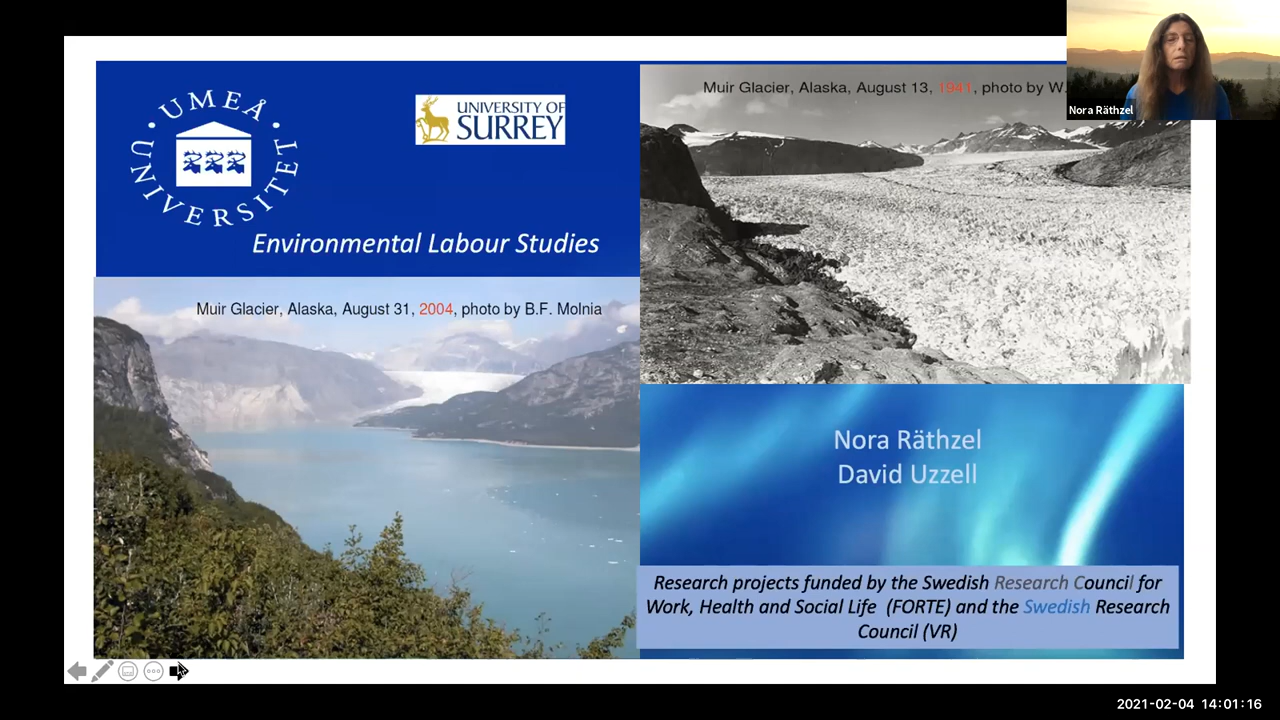 UMEÅ UNIVERSITET
UNIVERSITY OF
SURREY
Environmental Labour Studies
Muir Glacier, Alaska, August 31, 2004, photo by B.F. Molnia
Muir Glacier, Alaska, August 13, 1941, photo by W.
Nora Räthzel
Nora Räthzel
David Uzzell
Research projects funded by the Swedish Research Council for
Work, Health and Social Life (FORTE) and the Swedish Research
Council (VR)
2021-02-04 14:01:16